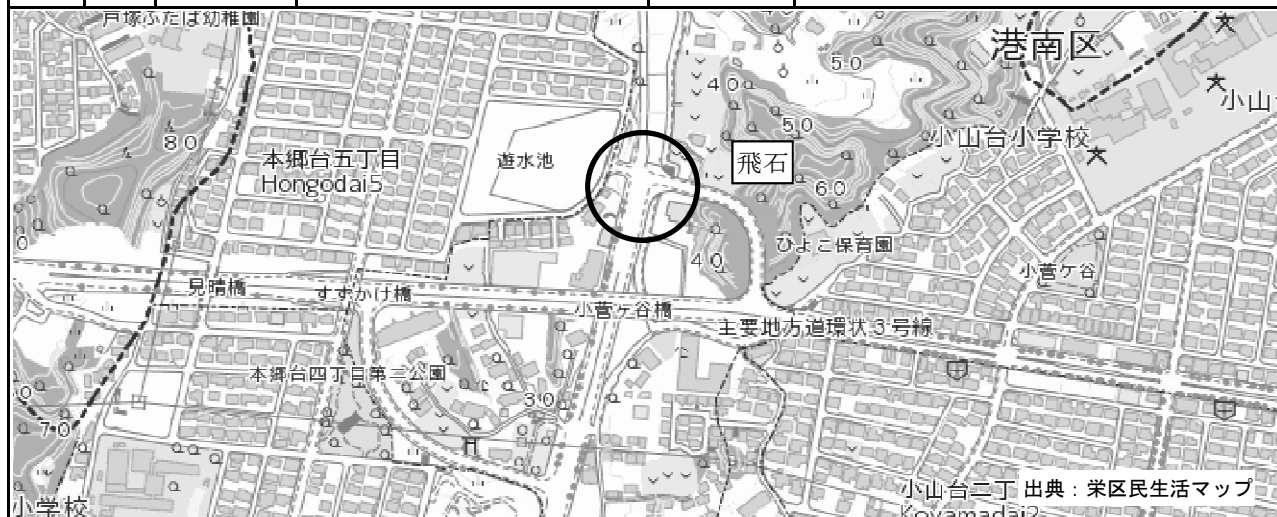 戸塚ふたば幼稚園
港南区
80
40
50
50
60
小山台小学校
飛石
本郷台五丁目
Hongodai5
遊水池
ひよこ保育園
小菅ケ谷
40
見晴橋
すずかけ橋
小菅ヶ谷橋
主要地方道環状3号線
本郷台四丁目第二公園
30
70
小学校
小山台二丁
Koyamadai2
出典：栄区民生活マップ